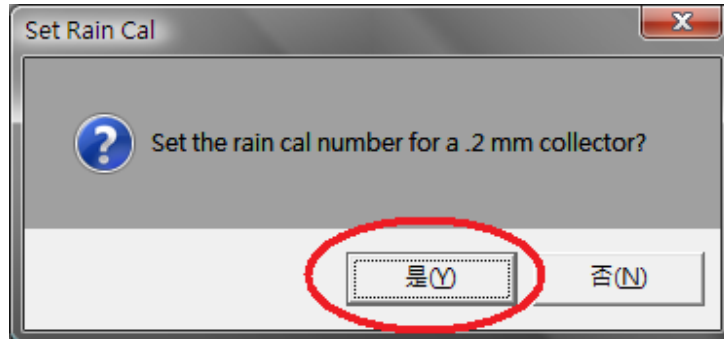 Set Rain Cal
Set the rain cal number for a .2 mm collector?
是(Y)
否(N)